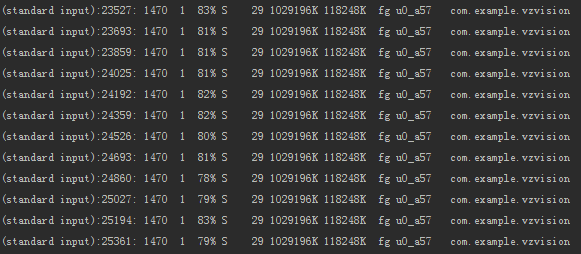 (standard input):23527: 1470  1  83% S    29 1029196K 118248K  fg u0_a57   com.example.vzvision
(standard input):23693: 1470  1  81% S    29 1029196K 118248K  fg u0_a57   com.example.vzvision
(standard input):23859: 1470  1  81% S    29 1029196K 118248K  fg u0_a57   com.example.vzvision
(standard input):24025: 1470  1  81% S    29 1029196K 118248K  fg u0_a57   com.example.vzvision
(standard input):24192: 1470  1  82% S    29 1029196K 118248K  fg u0_a57   com.example.vzvision
(standard input):24359: 1470  1  82% S    29 1029196K 118248K  fg u0_a57   com.example.vzvision
(standard input):24526: 1470  1  80% S    29 1029196K 118248K  fg u0_a57   com.example.vzvision
(standard input):24693: 1470  1  81% S    29 1029196K 118248K  fg u0_a57   com.example.vzvision
(standard input):24860: 1470  1  78% S    29 1029196K 118248K  fg u0_a57   com.example.vzvision
(standard input):25027: 1470  1  79% S    29 1029196K 118248K  fg u0_a57   com.example.vzvision
(standard input):25194: 1470  1  83% S    29 1029196K 118248K  fg u0_a57   com.example.vzvision
(standard input):25361: 1470  1  79% S    29 1029196K 118248K  fg u0_a57   com.example.vzvision